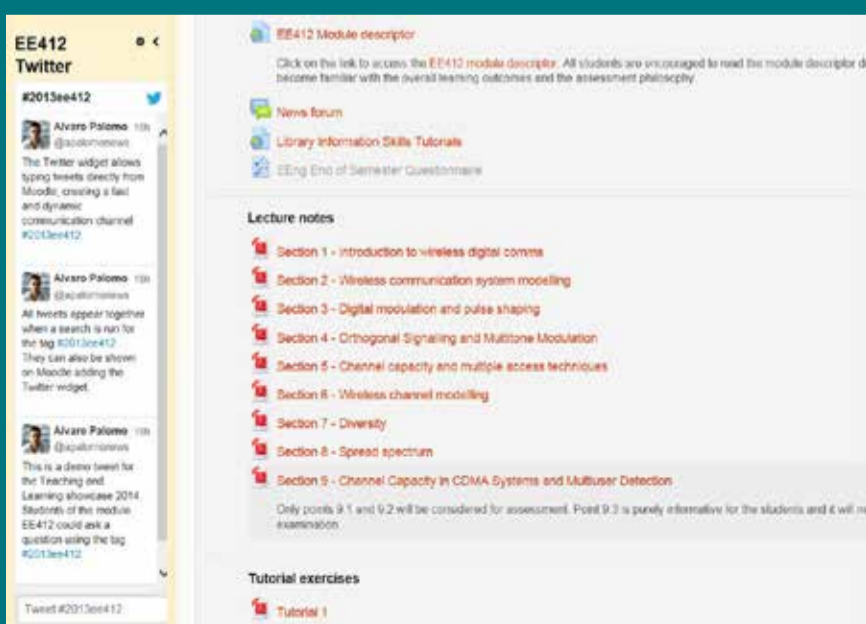 EE412
Twitter
#2013ee412
Alvaro Palomo 10h
@apalomonews
The Twitter widget allows
typing tweets directly from
Moodle, creating a fast
and dynamic
communication channel
#2013ee412
Alvaro Palomo 10h
@apalomonews
All tweets appear together
when a search is run for
the tag #2013ee412
They can also be shown
on Moodle adding the
Twitter widget.
Alvaro Palomo 11h
@apalomonews
This is a demo tweet for
the Teaching and
Learning showcase 2014.
Students of the module
EE412 could ask a
question using the tag
#2013ee412
Tweet #2013ee412
EE412 Module descriptor
Click on the link to access the EE412 module descriptor. All students are encouraged to read the module descriptor
become familiar with the overall learning outcomes and the assessment philosophy.
News forum
Library Information Skills Tutorials
EEng End of Semester Questionnaire
Lecture notes
Section 1 - Introduction to wireless digital comms
Section 2 - Wireless communication system modelling
Section 3 - Digital modulation and pulse shaping
Section 4 - Orthogonal Signalling and Multitone Modulation
Section 5 - Channel capacity and multiple access techniques
Section 6 - Wireless channel modelling
Section 7 - Diversity
Section 8 - Spread spectrum
Section 9 - Channel Capacity in CDMA Systems and Multiuser Detection
Only points 9.1 and 9.2 will be considered for assessment. Point 9.3 is purely informative for the students and it will
examination.
Tutorial exercises
Tutorial 1